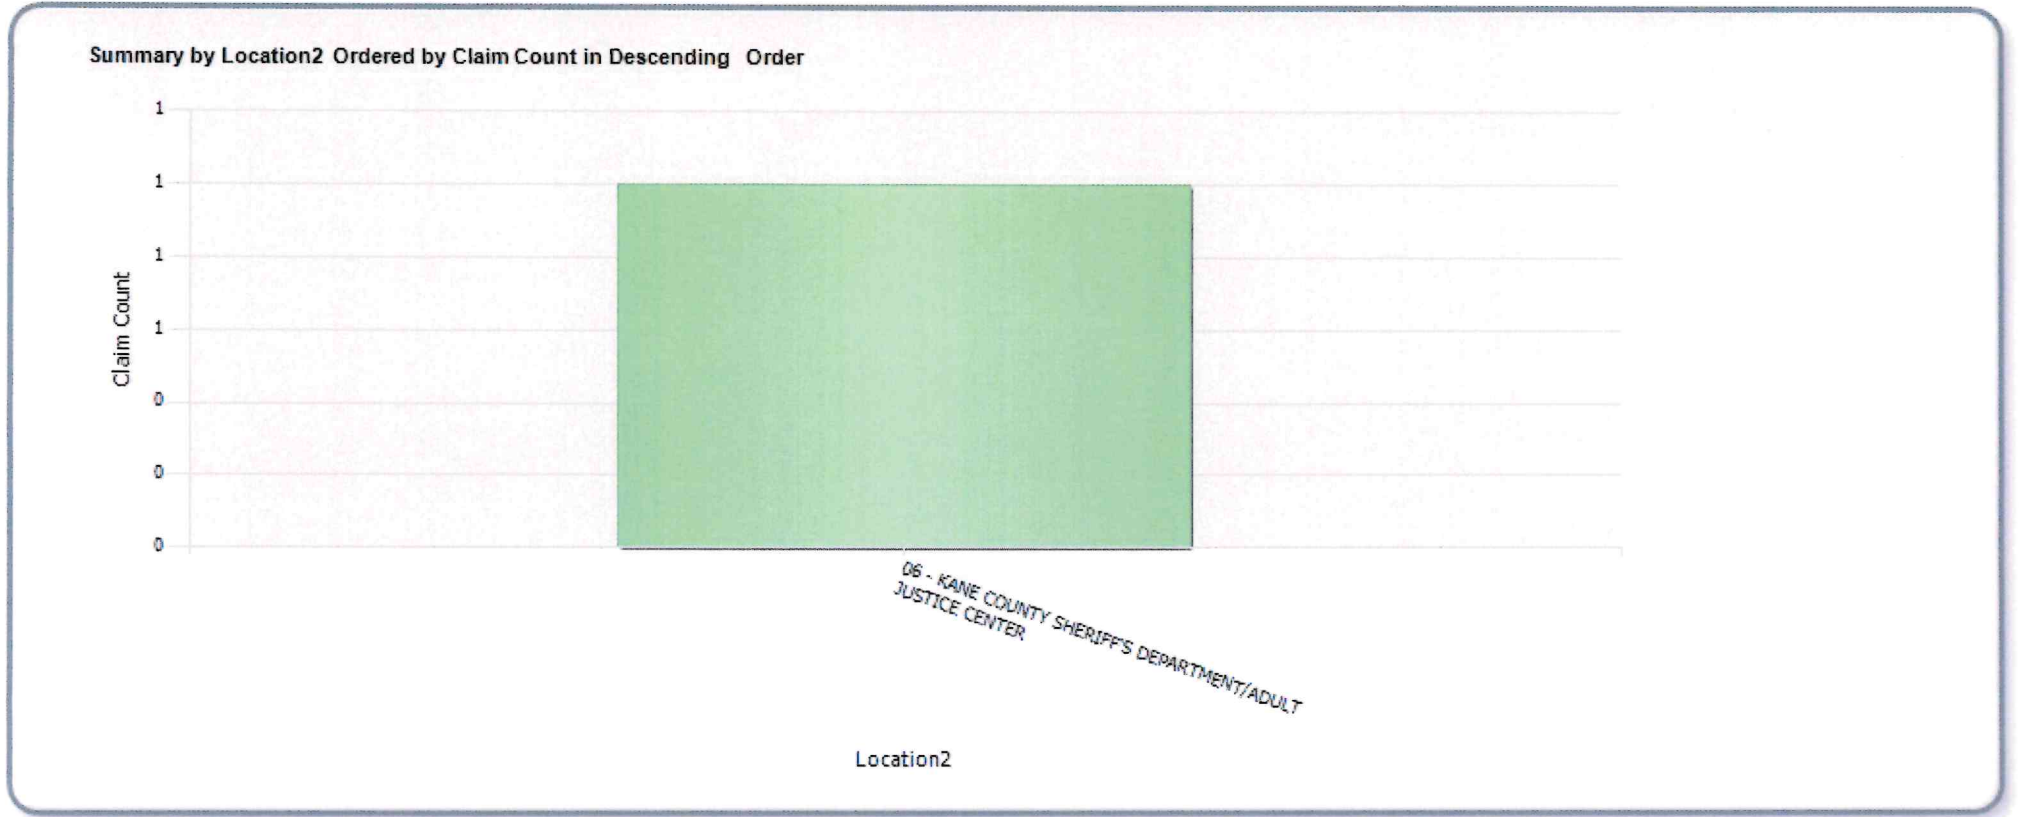 Summary by Location2 Ordered by Claim Count in Descending Order
1
1
1
1
0
0
0
Claim Count
06 - KANE COUNTY SHERIFF'S DEPARTMENT/ADULT
JUSTICE CENTER
Location2